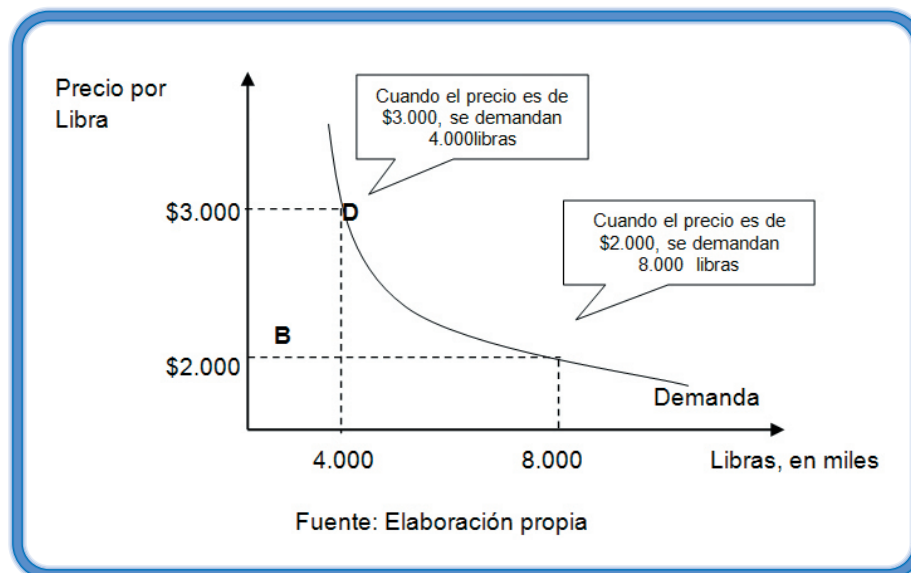 Precio por
Libra
Cuando el precio es de
$3.000, se demandan
4.000libras
$3.000
D
Cuando el precio es de
$2.000, se demandan
8.000 libras
B
$2.000
Demanda
4.000
8.000
Libras, en miles
Fuente: Elaboración propia